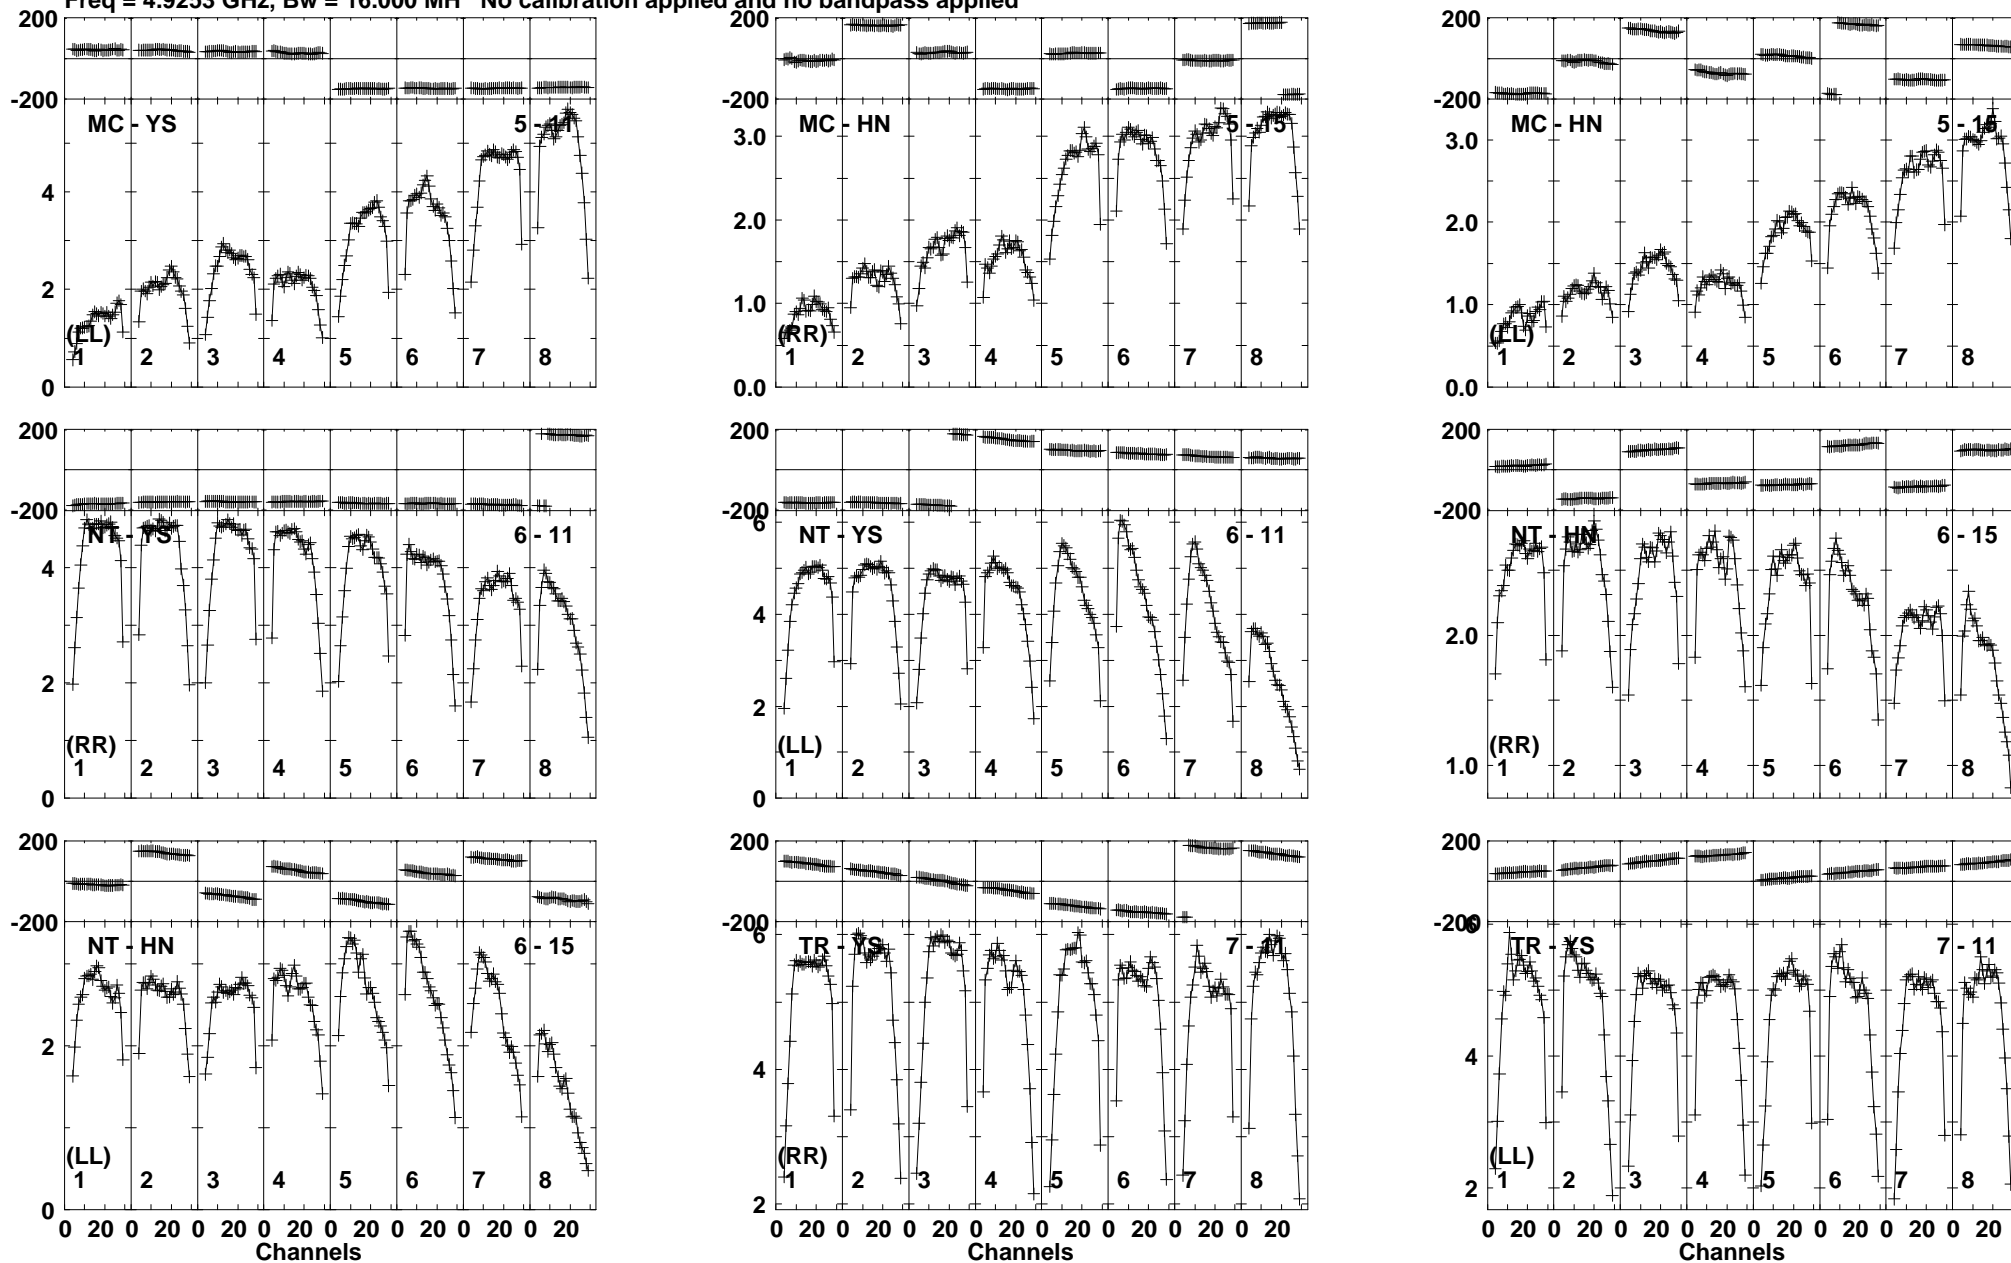 Freq = 4.9253 GHz, Bw = 16.000 MH No calibration applied and no bandpass applied
200 200 200
-200 -200 -200
MC - YS 5 - 11 MC - HN 5 - 15 MC - HN 5 - 15
3.0 3.0
4 2.0 2.0
2 1.0 1.0
(LL) (RR) (LL)
1 2 3 4 5 6 7 8 1 2 3 4 5 6 7 8 1 2 3 4 5 6 7 8
0 0.0 0.0
200 200 200
-200 -200 -200
NT - YS 6 - 11 NT - YS 6 - 11 NT - HN 6 - 15
6
4 4 2.0
2 2
(RR) (LL) (RR)
1 2 3 4 5 6 7 8 1 2 3 4 5 6 7 8 1.0 1 2 3 4 5 6 7 8
0 0
200 200 200
-200 -200 -200
NT - HN 6 - 15 TR - YS 7 - 11 TR - YS 7 - 11
6 6
2 4 4
(LL) (RR) (LL)
1 2 3 4 5 6 7 8 1 2 3 4 5 6 7 8 1 2 3 4 5 6 7 8
0 2 2
0 20 0 20 0 20 0 20 0 20 0 20 0 20 0 20 0 20 0 20 0 20 0 20 0 20 0 20 0 20 0 20 0 20 0 20 0 20 0 20 0 20 0 20 0 20 0 20
Channels Channels Channels